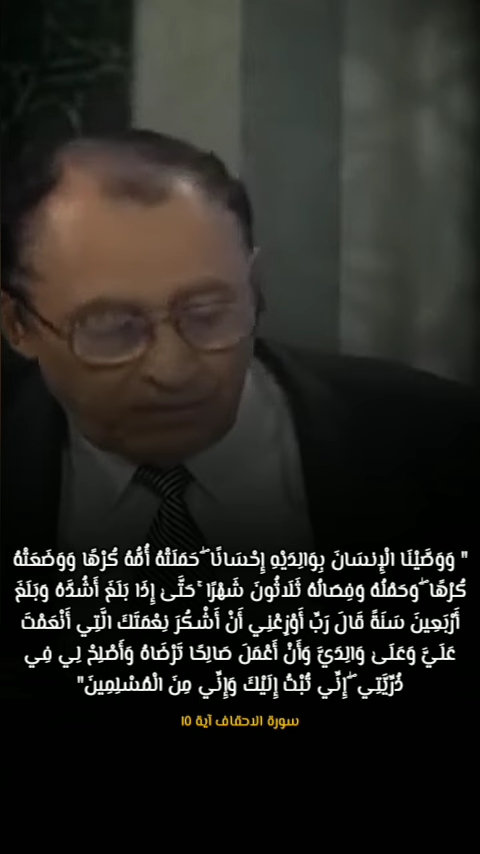 " وَوَصَّيْنَا الْإِنسَانَ بِوَالِدَيْهِ إِحْسَانًا ۖ حَمَلَتْهُ أُمُّهُ كُرْهًا وَوَضَعَتْهُ
كُرْهًا ۖ وَحَمْلُهُ وَفِصَالُهُ ثَلَاثُونَ شَهْرًا ۚ حَتَّىٰ إِذَا بَلَغَ أَشُدَّهُ وَبَلَغَ
أَرْبَعِينَ سَنَةً قَالَ رَبِّ أَوْزِعْنِي أَنْ أَشْكُرَ نِعْمَتَكَ الَّتِي أَنْعَمْتَ
عَلَيَّ وَعَلَىٰ وَالِدَيَّ وَأَنْ أَعْمَلَ صَالِحًا تَرْضَاهُ وَأَصْلِحْ لِي فِي
ذُرِّيَّتِي ۖ إِنِّي تُبْتُ إِلَيْكَ وَإِنِّي مِنَ الْمُسْلِمِينَ"
سورة الاحقاف آية ١٥